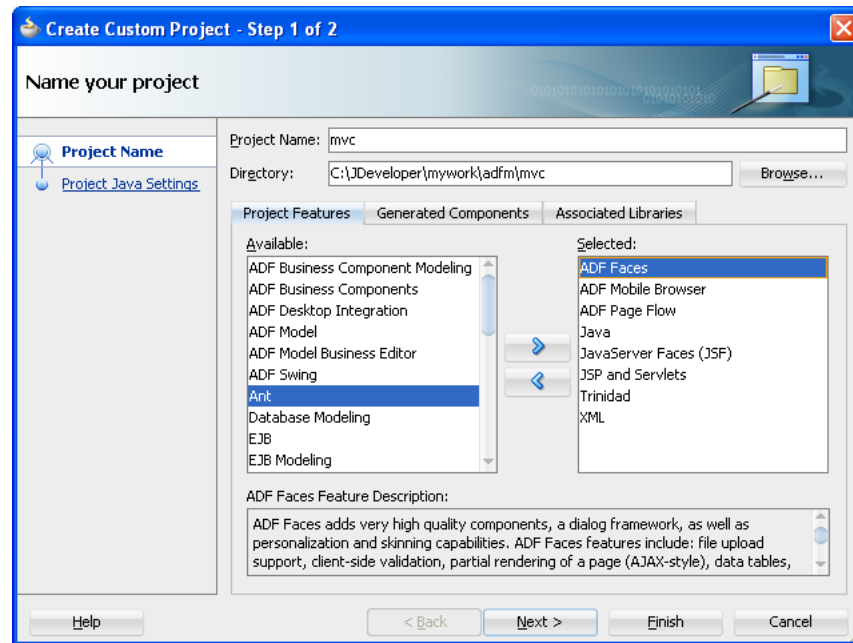 Create Custom Project - Step 1 of 2
Name your project
0101010101010101010101010101
01010101010
Project Name
Project Java Settings
Project Name: mvc
Directory: C:\JDeveloper\mywork\adfm\mvc Browse...
Project Features Generated Components Associated Libraries
Available:
ADF Business Component Modeling
ADF Business Components
ADF Desktop Integration
ADF Model
ADF Model Business Editor
ADF Swing
Ant
Database Modeling
EJB
EJB Modeling
Selected:
ADF Faces
ADF Mobile Browser
ADF Page Flow
Java
JavaServer Faces (JSF)
JSP and Servlets
Trinidad
XML
ADF Faces Feature Description:
ADF Faces adds very high quality components, a dialog framework, as well as
personalization and skinning capabilities. ADF Faces features include: file upload
support, client-side validation, partial rendering of a page (AJAX-style), data tables,
Help < Back Next > Finish Cancel